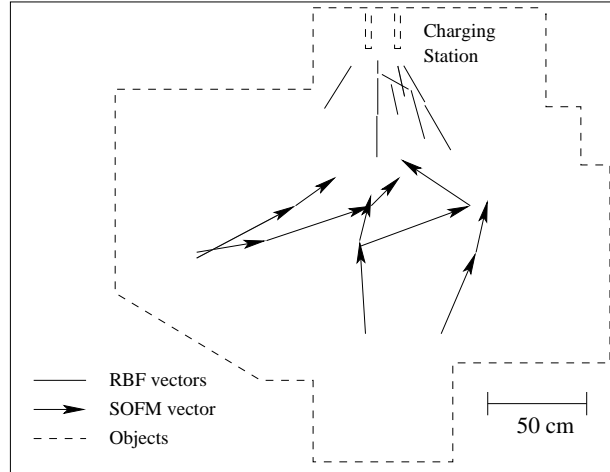 Charging
Station
RBF vectors
SOFM vector
Objects
50 cm